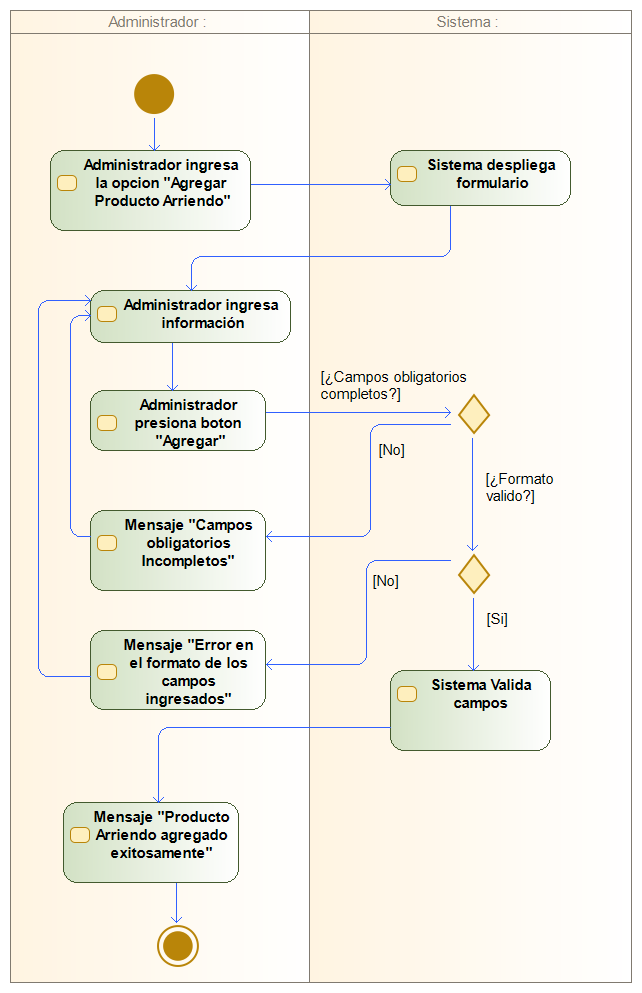 Administrador :
Sistema :
Administrador ingresa
la opcion "Agregar
Producto Arriendo"
Sistema despliega
formulario
Administrador ingresa
información
[¿Campos obligatorios
completos?]
Administrador
presiona boton
"Agregar"
[No]
[¿Formato
valido?]
Mensaje "Campos
obligatorios
Incompletos"
[No]
[Si]
Mensaje "Error en
el formato de los
campos
ingresados"
Sistema Valida
campos
Mensaje "Producto
Arriendo agregado
exitosamente"